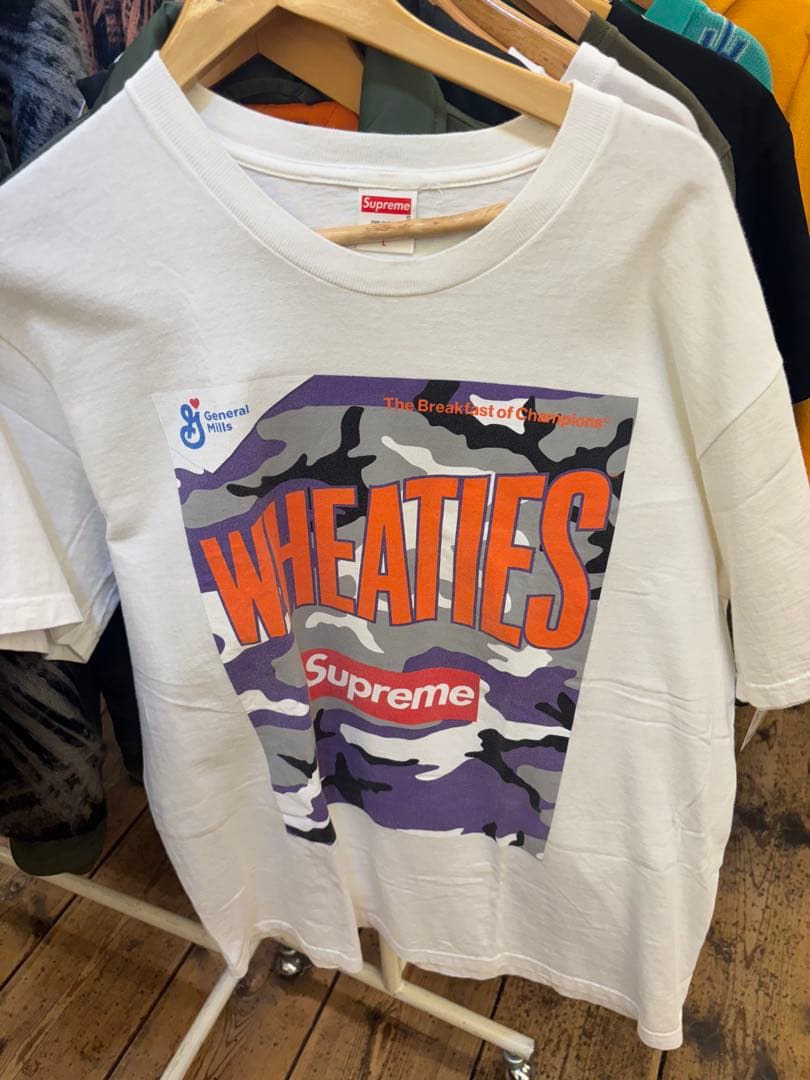 Supreme
L
General
Mills
The Breakfast of Champions®
WHEATIES
Supreme